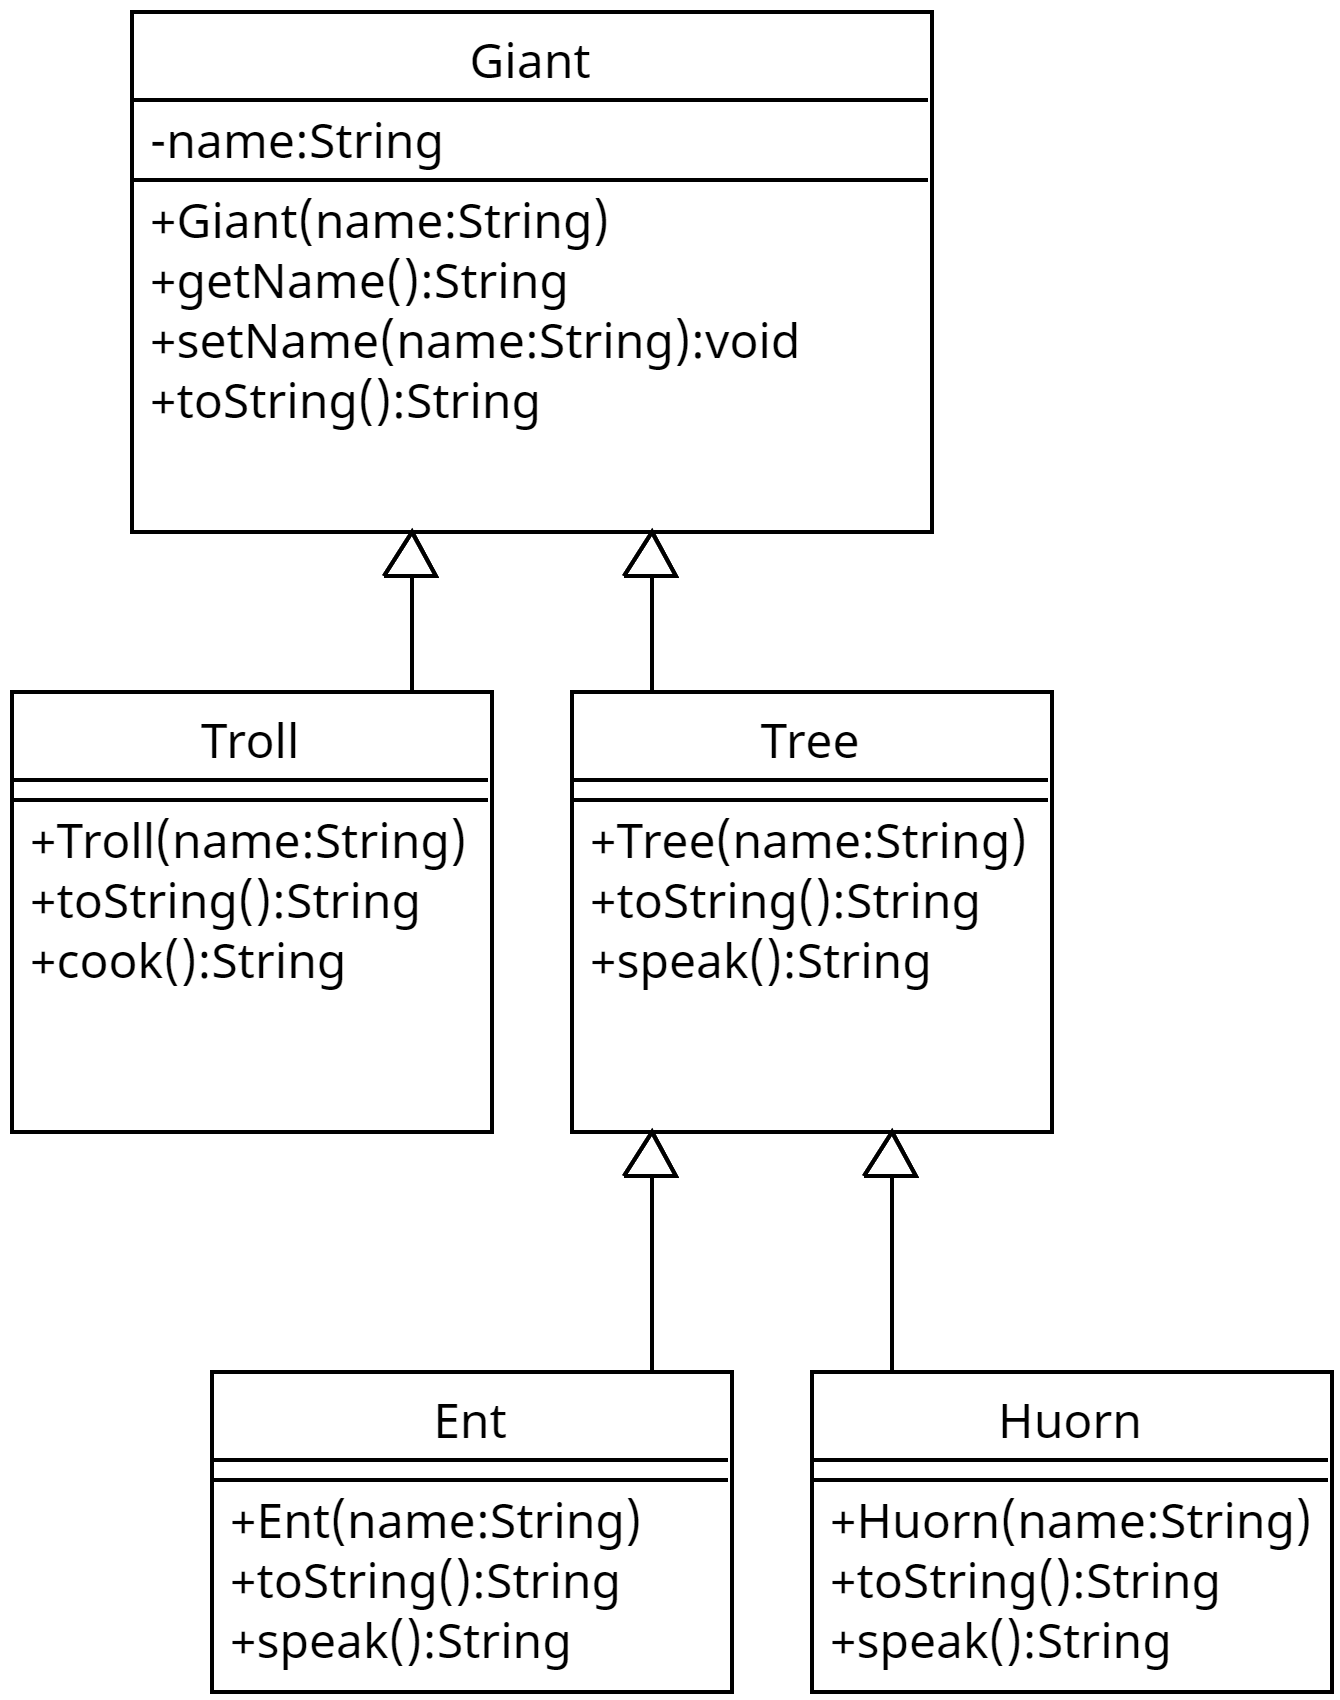 Giant
-name:String
+Giant(name:String)
+getName():String
+setName(name:String):void
+toString():String
Troll
+Troll(name:String)
+toString():String
+cook():String
Tree
+Tree(name:String)
+toString():String
+speak():String
Ent
+Ent(name:String)
+toString():String
+speak():String
Huorn
+Huorn(name:String)
+toString():String
+speak():String